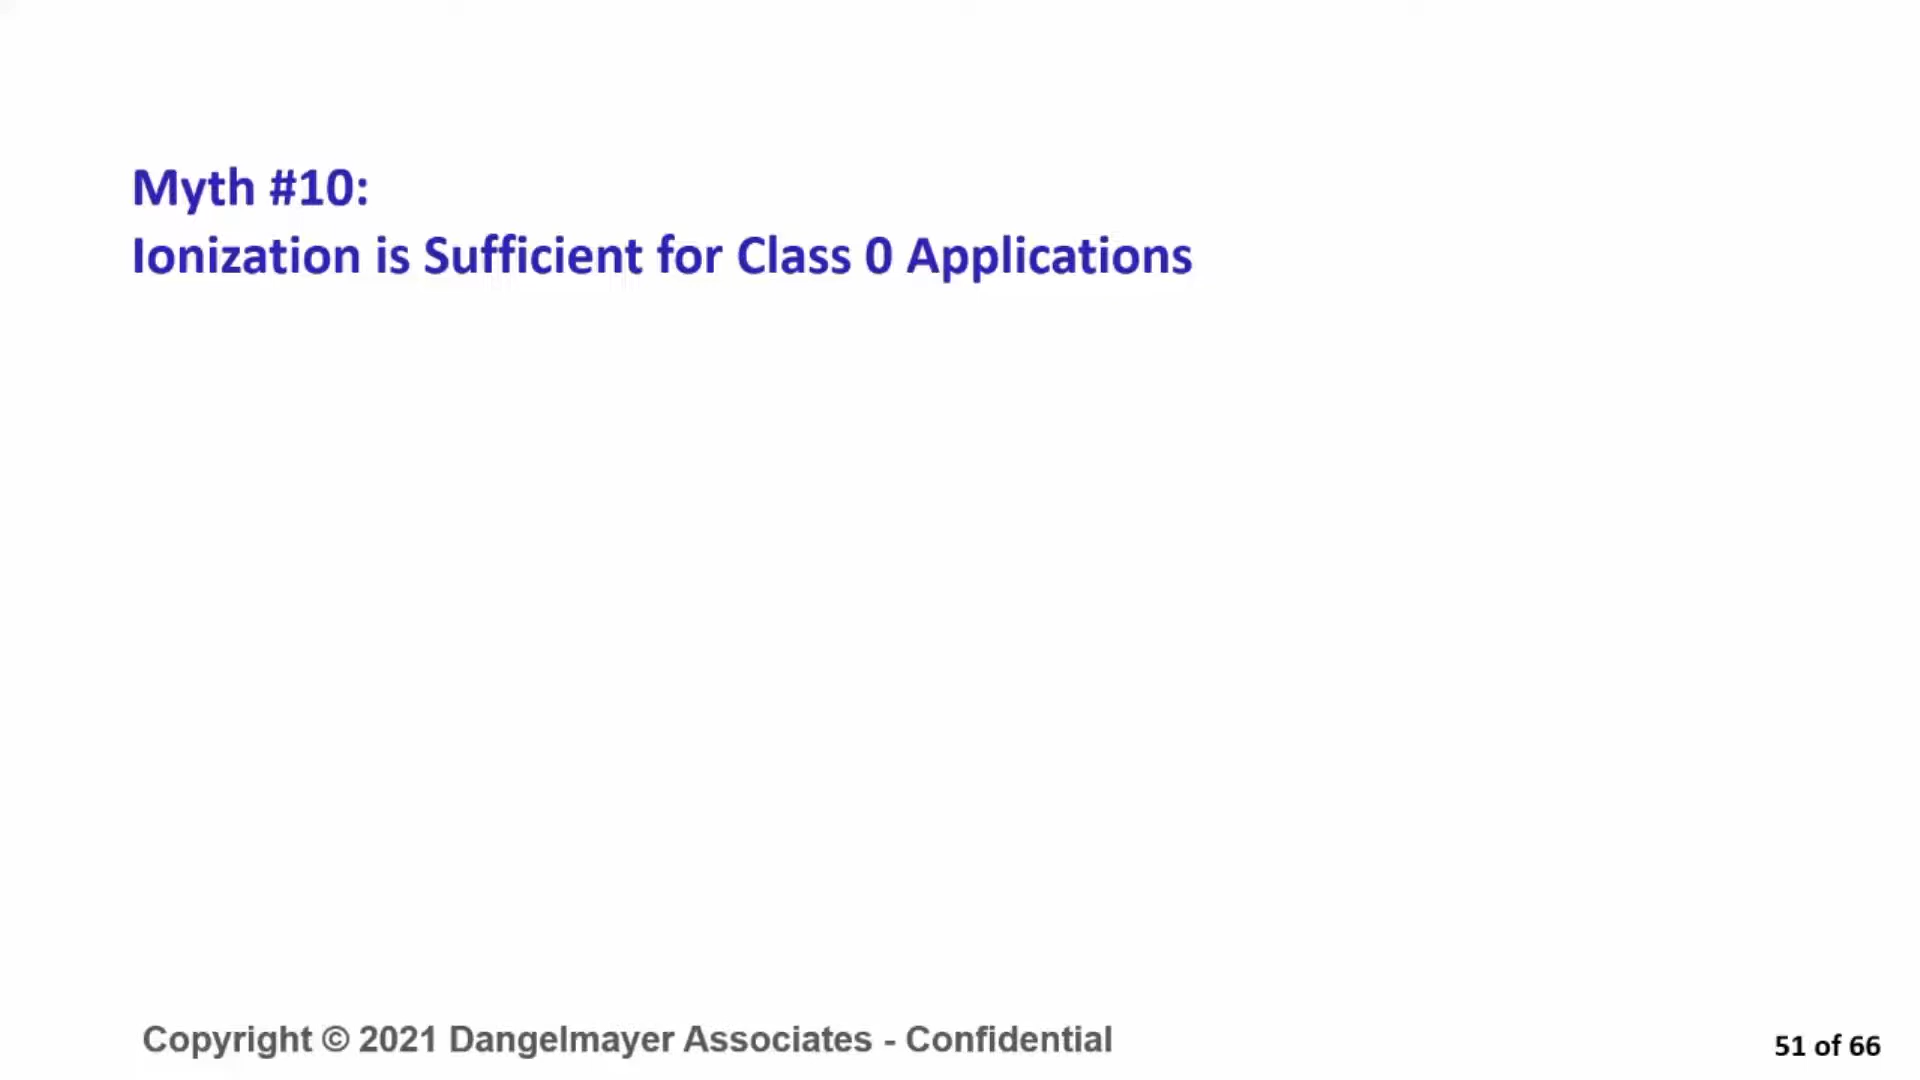 Myth #10:
Ionization is Sufficient for Class 0 Applications
Copyright © 2021 Dangelmayer Associates - Confidential
51 of 66